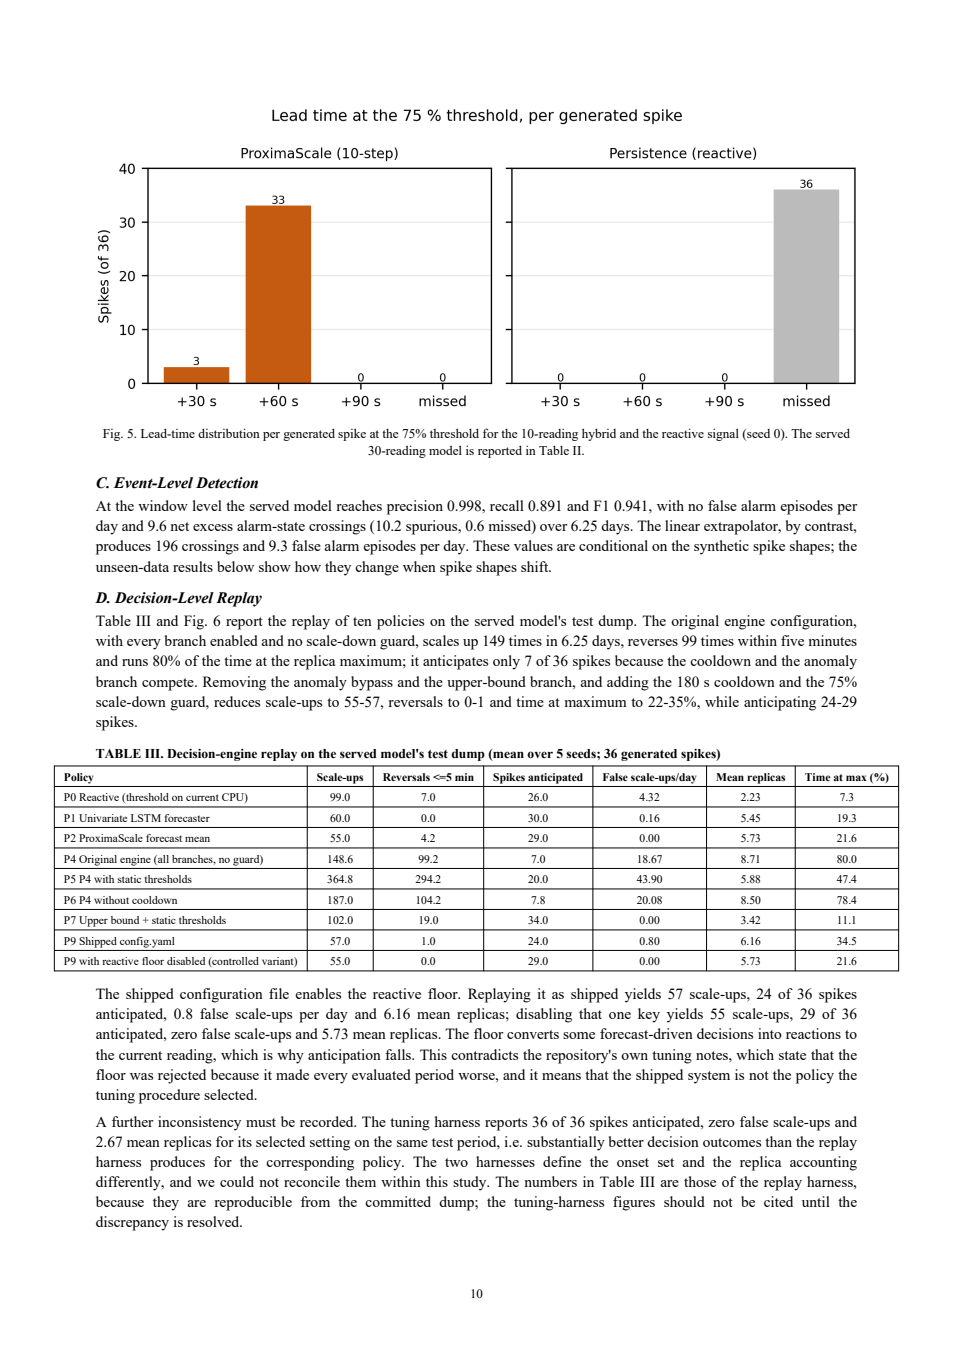 Lead time at the 75 % threshold, per generated spike
ProximaScale (10-step)
Persistence (reactive)
Spikes (of 36)
40
30
20
10
0
3
33
0
0
+30 s
+60 s
+90 s
missed
0
0
0
36
+30 s
+60 s
+90 s
missed
Fig. 5. Lead-time distribution per generated spike at the 75% threshold for the 10-reading hybrid and the reactive signal (seed 0). The served
30-reading model is reported in Table II.
C. Event-Level Detection
At the window level the served model reaches precision 0.998, recall 0.891 and F1 0.941, with no false alarm episodes per
day and 9.6 net excess alarm-state crossings (10.2 spurious, 0.6 missed) over 6.25 days. The linear extrapolator, by contrast,
produces 196 crossings and 9.3 false alarm episodes per day. These values are conditional on the synthetic spike shapes; the
unseen-data results below show how they change when spike shapes shift.
D. Decision-Level Replay
Table III and Fig. 6 report the replay of ten policies on the served model's test dump. The original engine configuration,
with every branch enabled and no scale-down guard, scales up 149 times in 6.25 days, reverses 99 times within five minutes
and runs 80% of the time at the replica maximum; it anticipates only 7 of 36 spikes because the cooldown and the anomaly
branch compete. Removing the anomaly bypass and the upper-bound branch, and adding the 180 s cooldown and the 75%
scale-down guard, reduces scale-ups to 55-57, reversals to 0-1 and time at maximum to 22-35%, while anticipating 24-29
spikes.
TABLE III. Decision-engine replay on the served model's test dump (mean over 5 seeds; 36 generated spikes)
Policy Scale-ups Reversals <=5 min Spikes anticipated False scale-ups/day Mean replicas Time at max (%)
P0 Reactive (threshold on current CPU) 99.0 7.0 26.0 4.32 2.23 7.3
P1 Univariate LSTM forecaster 60.0 0.0 30.0 0.16 5.45 19.3
P2 ProximaScale forecast mean 55.0 4.2 29.0 0.00 5.73 21.6
P4 Original engine (all branches, no guard) 148.6 99.2 7.0 18.67 8.71 80.0
P5 P4 with static thresholds 364.8 294.2 20.0 43.90 5.88 47.4
P6 P4 without cooldown 187.0 104.2 7.8 20.08 8.50 78.4
P7 Upper bound + static thresholds 102.0 19.0 34.0 0.00 3.42 11.1
P9 Shipped config.yaml 57.0 1.0 24.0 0.80 6.16 34.5
P9 with reactive floor disabled (controlled variant) 55.0 0.0 29.0 0.00 5.73 21.6
The shipped configuration file enables the reactive floor. Replaying it as shipped yields 57 scale-ups, 24 of 36 spikes
anticipated, 0.8 false scale-ups per day and 6.16 mean replicas; disabling that one key yields 55 scale-ups, 29 of 36
anticipated, zero false scale-ups and 5.73 mean replicas. The floor converts some forecast-driven decisions into reactions to
the current reading, which is why anticipation falls. This contradicts the repository's own tuning notes, which state that the
floor was rejected because it made every evaluated period worse, and it means that the shipped system is not the policy the
tuning procedure selected.
A further inconsistency must be recorded. The tuning harness reports 36 of 36 spikes anticipated, zero false scale-ups and
2.67 mean replicas for its selected setting on the same test period, i.e. substantially better decision outcomes than the replay
harness produces for the corresponding policy. The two harnesses define the onset set and the replica accounting
differently, and we could not reconcile them within this study. The numbers in Table III are those of the replay harness,
because they are reproducible from the committed dump; the tuning-harness figures should not be cited until the
discrepancy is resolved.
10